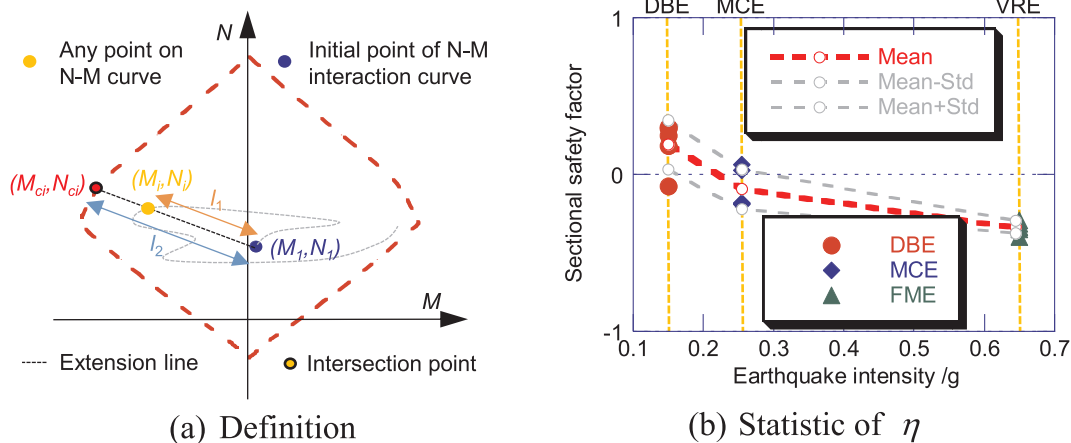 N
Any point on
N-M curve
Initial point of N-M
interaction curve
(Mci,Nci)
(Mi,Ni)
l1
l2
(M1,N1)
M
Extension line
Intersection point
(a) Definition
DBE MCE VRE
1
0
-1
Sectional safety factor
Mean
Mean-Std
Mean+Std
DBE
MCE
FME
0.1 0.2 0.3 0.4 0.5 0.6 0.7
Earthquake intensity /g
(b) Statistic of η